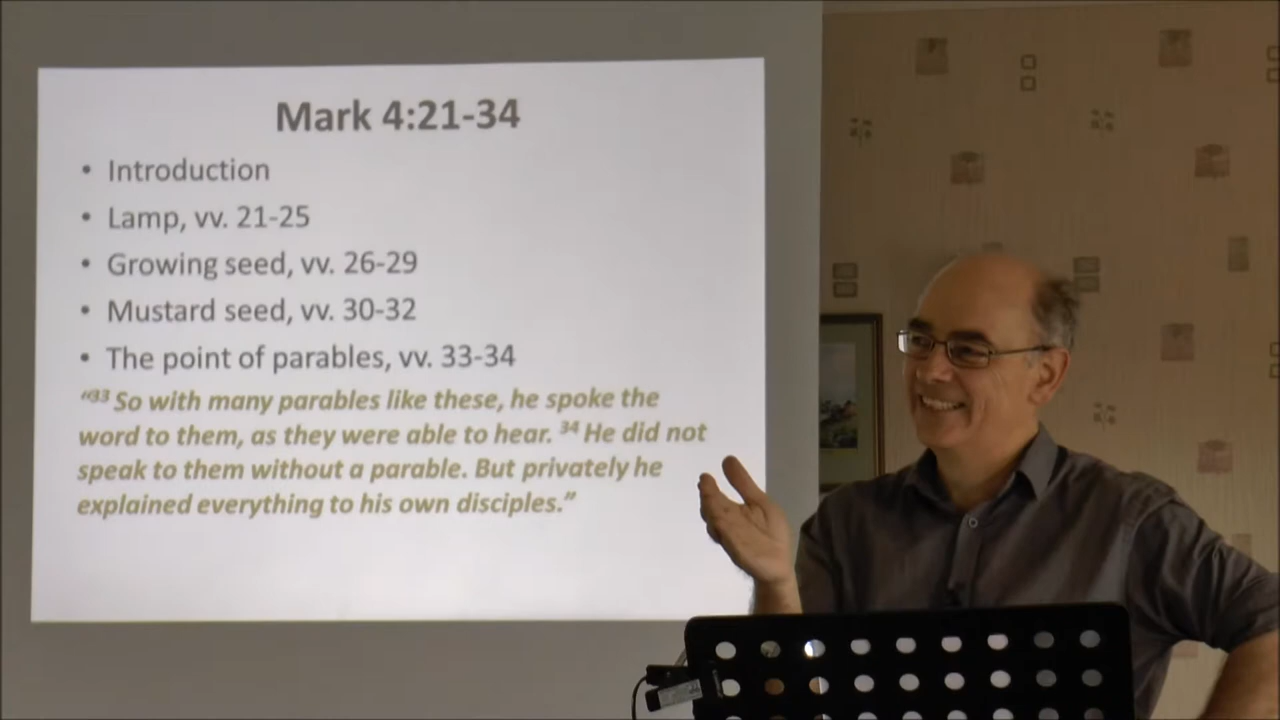 Mark 4:21-34
• Introduction
• Lamp, vv. 21-25
• Growing seed, vv. 26-29
• Mustard seed, vv. 30-32
• The point of parables, vv. 33-34
“³³ So with many parables like these, he spoke the
word to them, as they were able to hear. ³⁴ He did not
speak to them without a parable. But privately he
explained everything to his own disciples.”